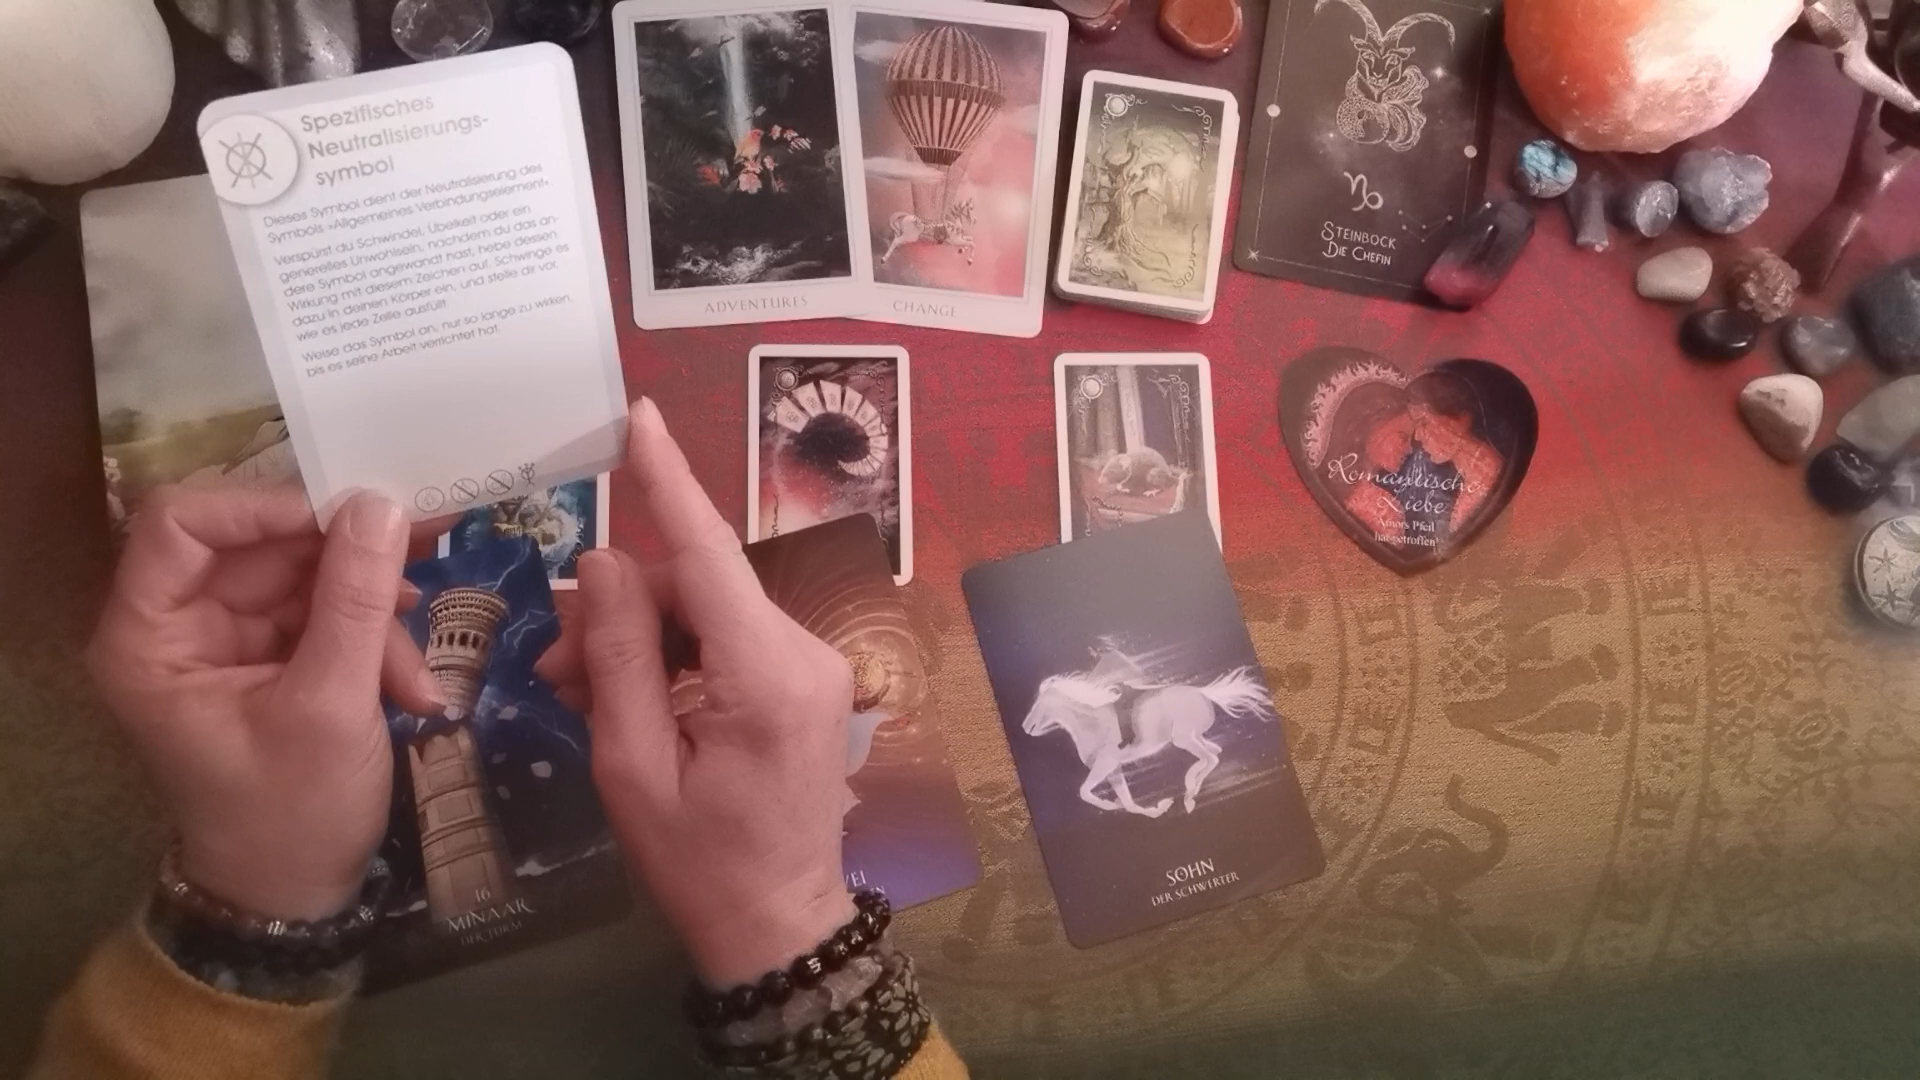 Spezifisches
Neutralisierungs-
symbol
Dieses Symbol dient der Neutralisierung des
Symbols »Allgemeines Verbindungselement«.
Verspürst du Schwindel, Übelkeit oder ein
generelles Unwohlsein, nachdem du das an-
dere Symbol angewandt hast, hebe dessen
Wirkung mit diesem Zeichen auf. Schwinge es
dazu in deinen Körper ein, und stelle dir vor,
wie es jede Zelle ausfüllt.
Weise das Symbol an, nur so lange zu wirken,
bis es seine Arbeit verrichtet hat.
ADVENTURES
CHANGE
STEINBOCK
DIE CHEFIN
Romantische
Liebe
Amors Pfeil
hat getroffen!
16
MINAAR
DER TURM
SOHN
DER SCHWERTER